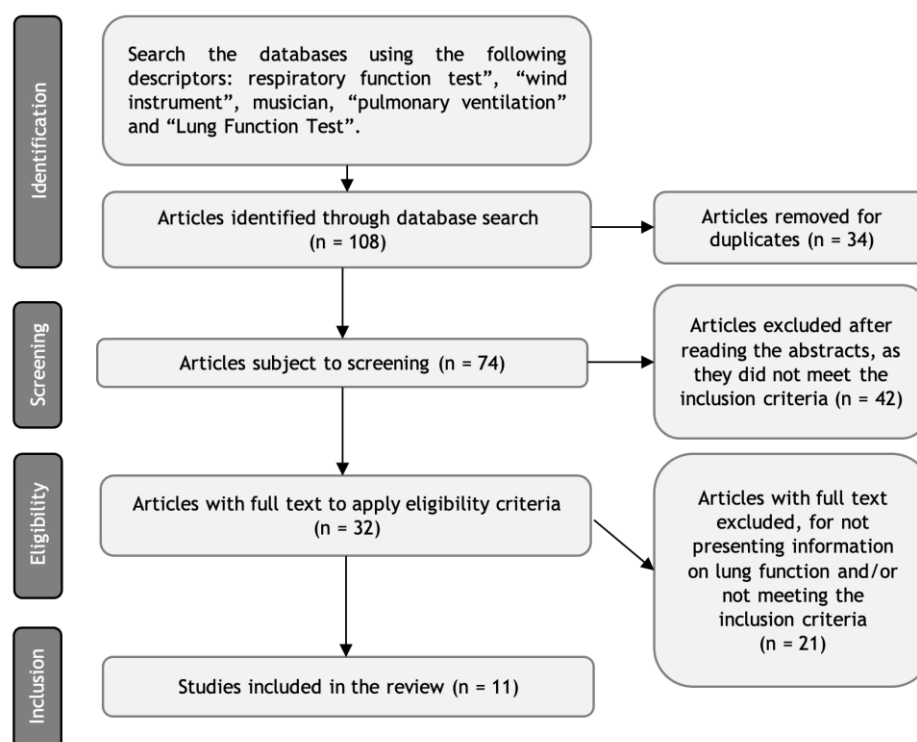 Identification
Search the databases using the following
descriptors: respiratory function test”, “wind
instrument”, musician, “pulmonary ventilation”
and “Lung Function Test”.
Articles identified through database search
(n = 108)
Articles removed for
duplicates (n = 34)
Screening
Articles subject to screening (n = 74)
Articles excluded after
reading the abstracts, as
they did not meet the
inclusion criteria (n = 42)
Eligibility
Articles with full text to apply eligibility criteria
(n = 32)
Articles with full text
excluded, for not
presenting information
on lung function and/or
not meeting the
inclusion criteria
(n = 21)
Inclusion
Studies included in the review (n = 11)